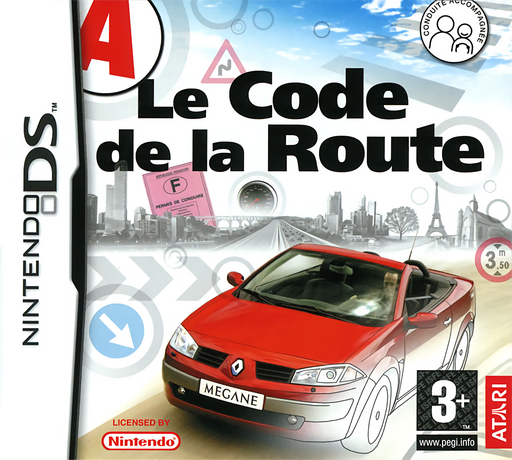 A
CONDUITE ACCOMPAGNÉE
Le Code
de la Route
NINTENDO DS™
F
PERMIS DE CONDUIRE
3 m ,50
MEGANE
LICENSED BY
Nintendo
3+
www.pegi.info
ATARI